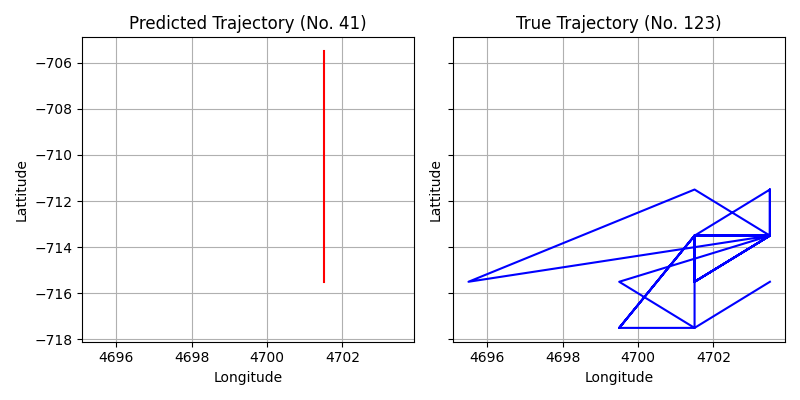 Predicted Trajectory (No. 41)
Lattitude
−706
−708
−710
−712
−714
−716
−718
4696
4698
4700
4702
Longitude
True Trajectory (No. 123)
Lattitude
4696
4698
4700
4702
Longitude